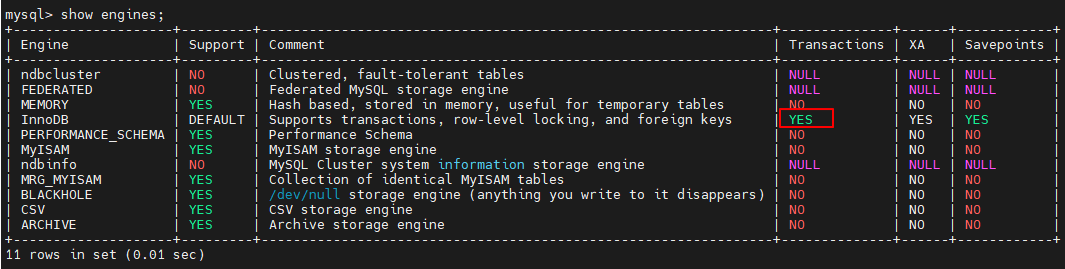 mysql> show engines;
+--------------------+---------+----------------------------------------------------------------+--------------+------+------------+
| Engine             | Support | Comment                                                        | Transactions | XA   | Savepoints |
+--------------------+---------+----------------------------------------------------------------+--------------+------+------------+
| ndbcluster         | NO      | Clustered, fault-tolerant tables                               | NULL         | NULL | NULL       |
| FEDERATED          | NO      | Federated MySQL storage engine                                 | NULL         | NULL | NULL       |
| MEMORY             | YES     | Hash based, stored in memory, useful for temporary tables      | NO           | NO   | NO         |
| InnoDB             | DEFAULT | Supports transactions, row-level locking, and foreign keys     | YES          | YES  | YES        |
| PERFORMANCE_SCHEMA | YES     | Performance Schema                                             | NO           | NO   | NO         |
| MyISAM             | YES     | MyISAM storage engine                                          | NO           | NO   | NO         |
| ndbinfo            | NO      | MySQL Cluster system information storage engine                | NULL         | NULL | NULL       |
| MRG_MYISAM         | YES     | Collection of identical MyISAM tables                          | NO           | NO   | NO         |
| BLACKHOLE          | YES     | /dev/null storage engine (anything you write to it disappears) | NO           | NO   | NO         |
| CSV                | YES     | CSV storage engine                                             | NO           | NO   | NO         |
| ARCHIVE            | YES     | Archive storage engine                                         | NO           | NO   | NO         |
+--------------------+---------+----------------------------------------------------------------+--------------+------+------------+
11 rows in set (0.01 sec)